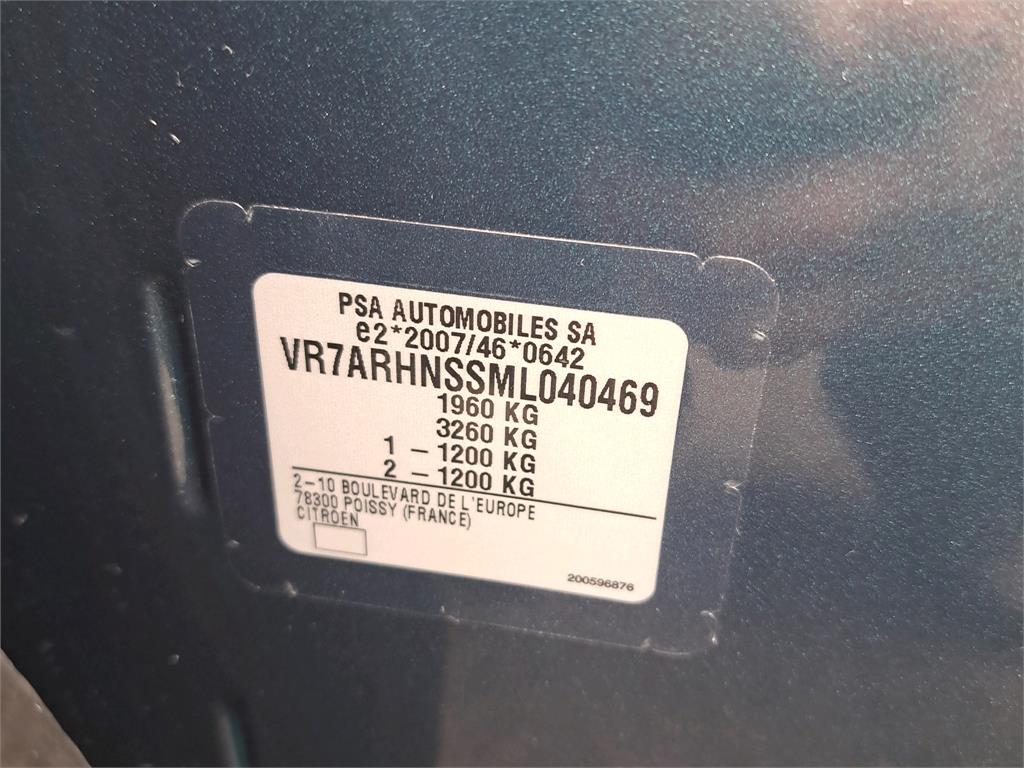 PSA AUTOMOBILES SA
e2*2007/46*0642
VR7ARHNSSML040469
1960 KG
3260 KG
1 – 1200 KG
2 – 1200 KG
2–10 BOULEVARD DE L'EUROPE
78300 POISSY (FRANCE)
CITROEN
200596876